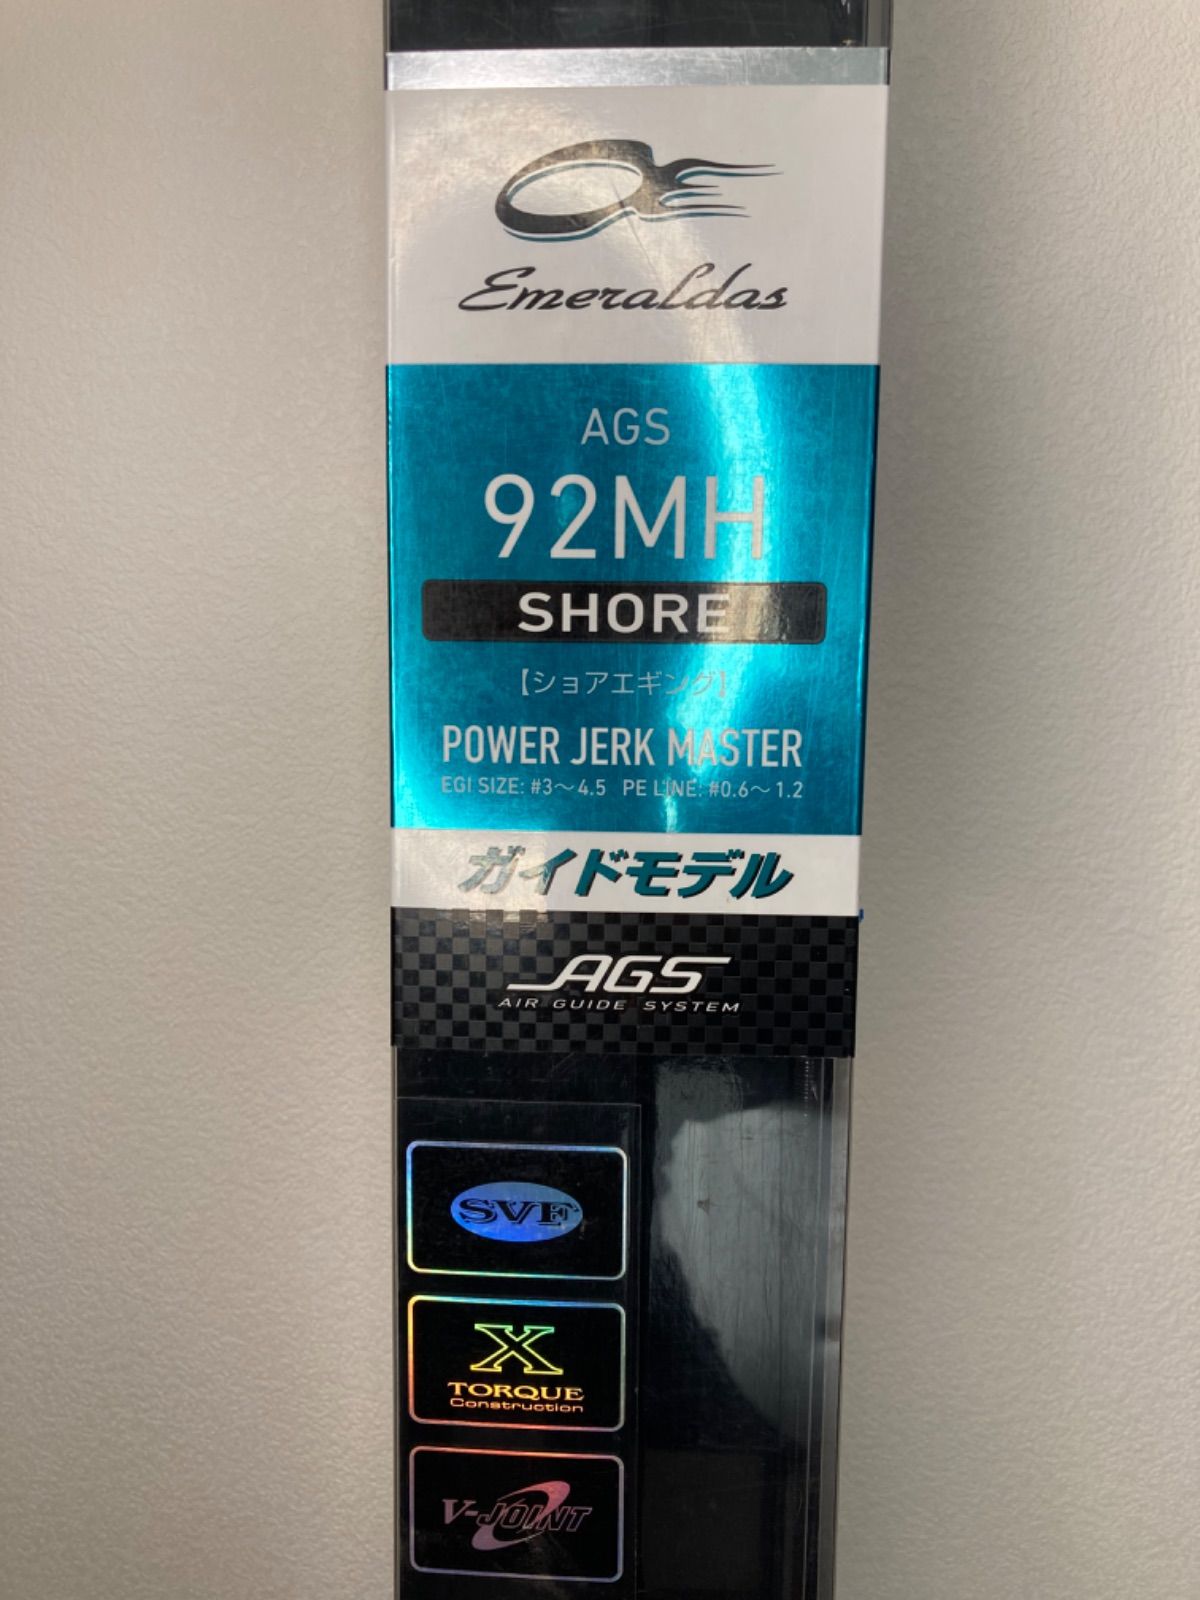 Emeraldas
AGS
92MH
SHORE
【ショアエギング】
POWER JERK MASTER
EGI SIZE: #3～4.5 PE LINE: #0.6～1.2
ガイドモデル
AGS
AIR GUIDE SYSTEM
SVF
X
TORQUE
Construction
V-JOINT